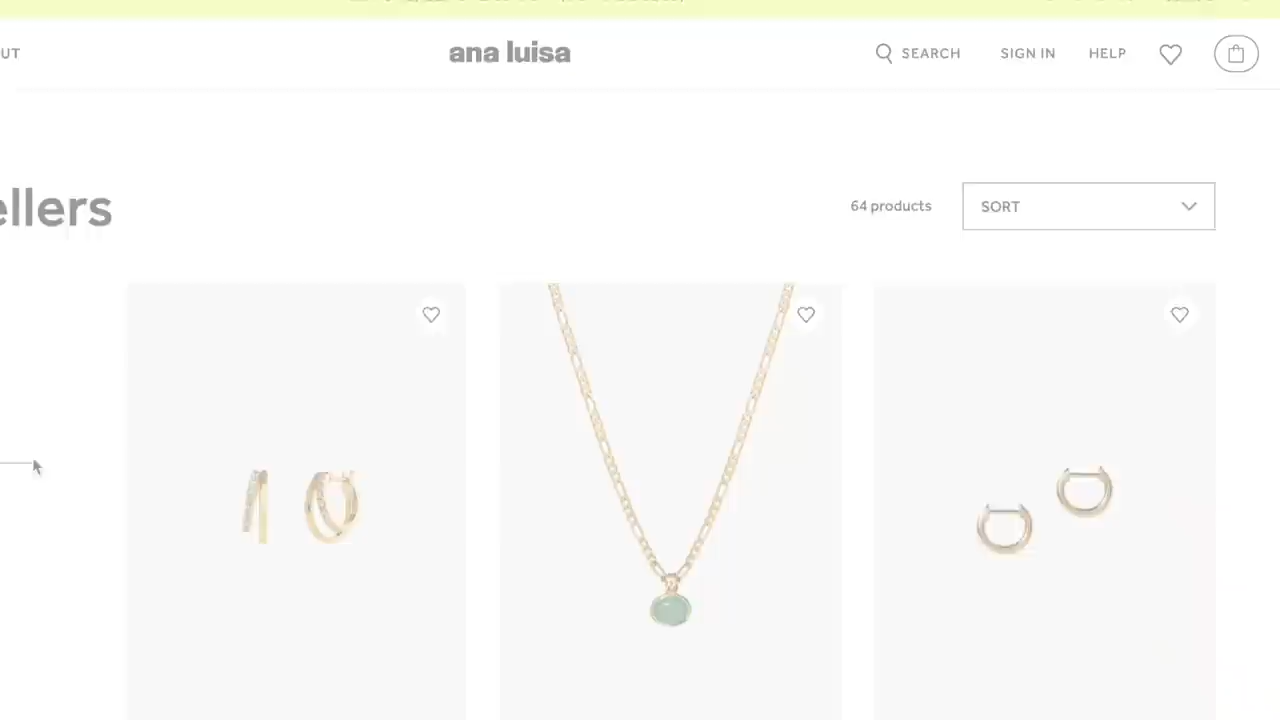 UT
ana luisa
SEARCH
SIGN IN
HELP
ellers
64 products
SORT